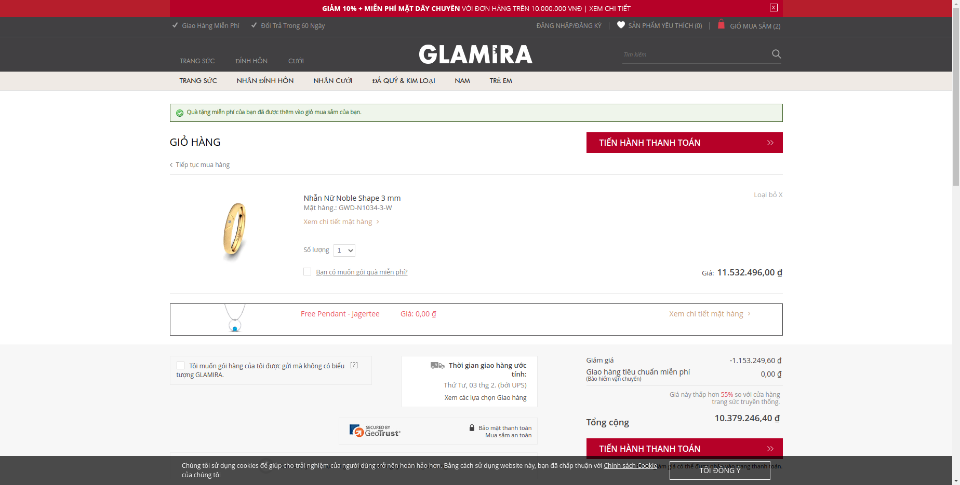 GIẢM 10% + MIỄN PHÍ MẶT DÂY CHUYỀN VỚI ĐƠN HÀNG TRÊN 10.000.000 VNĐ | XEM CHI TIẾT
Giao Hàng Miễn Phí Đổi Trả Trong 60 Ngày ĐĂNG NHẬP/ĐĂNG KÝ SẢN PHẨM YÊU THÍCH (0) GIỎ MUA SẮM (2)
GLAMIRA
TRANG SỨC ĐÍNH HÔN CƯỚI Tìm kiếm
TRANG SỨC NHẪN ĐÍNH HÔN NHẪN CƯỚI ĐÁ QUÝ & KIM LOẠI NAM TRẺ EM
Quà tặng miễn phí của bạn đã được thêm vào giỏ mua sắm của bạn.
GIỎ HÀNG TIẾN HÀNH THANH TOÁN
Tiếp tục mua hàng
Nhẫn Nữ Noble Shape 3 mm Loại bỏ X
Mặt hàng.: GWD-N1034-3-W
Xem chi tiết mặt hàng
Số lượng 1
Bạn có muốn gói quà miễn phí? Giá: 11.532.496,00 ₫
Free Pendant - Jagertee Giá: 0,00 ₫ Xem chi tiết mặt hàng
Tôi muốn gói hàng của tôi được gửi mà không có biểu tượng GLAMIRA. [?]
Thời gian giao hàng ước tính:
Thứ Tư, 03 thg 2. (bởi UPS)
Xem các lựa chọn Giao hàng
Giảm giá -1.153.249,60 ₫
Giao hàng tiêu chuẩn miễn phí 0,00 ₫
(Bảo hiểm vận chuyển)
Giá này thấp hơn 55% so với cửa hàng
trang sức truyền thống.
Tổng cộng 10.379.246,40 ₫
SECURED BY
GeoTrust
Bảo mật thanh toán
Mua sắm an toàn
TIẾN HÀNH THANH TOÁN
Chúng tôi sử dụng cookies để giúp cho trải nghiệm của người dùng trở nên hoàn hảo hơn. Bằng cách sử dụng website này, bạn đã chấp thuận với Chính sách Cookie
của chúng tô
TÔI ĐỒNG Ý